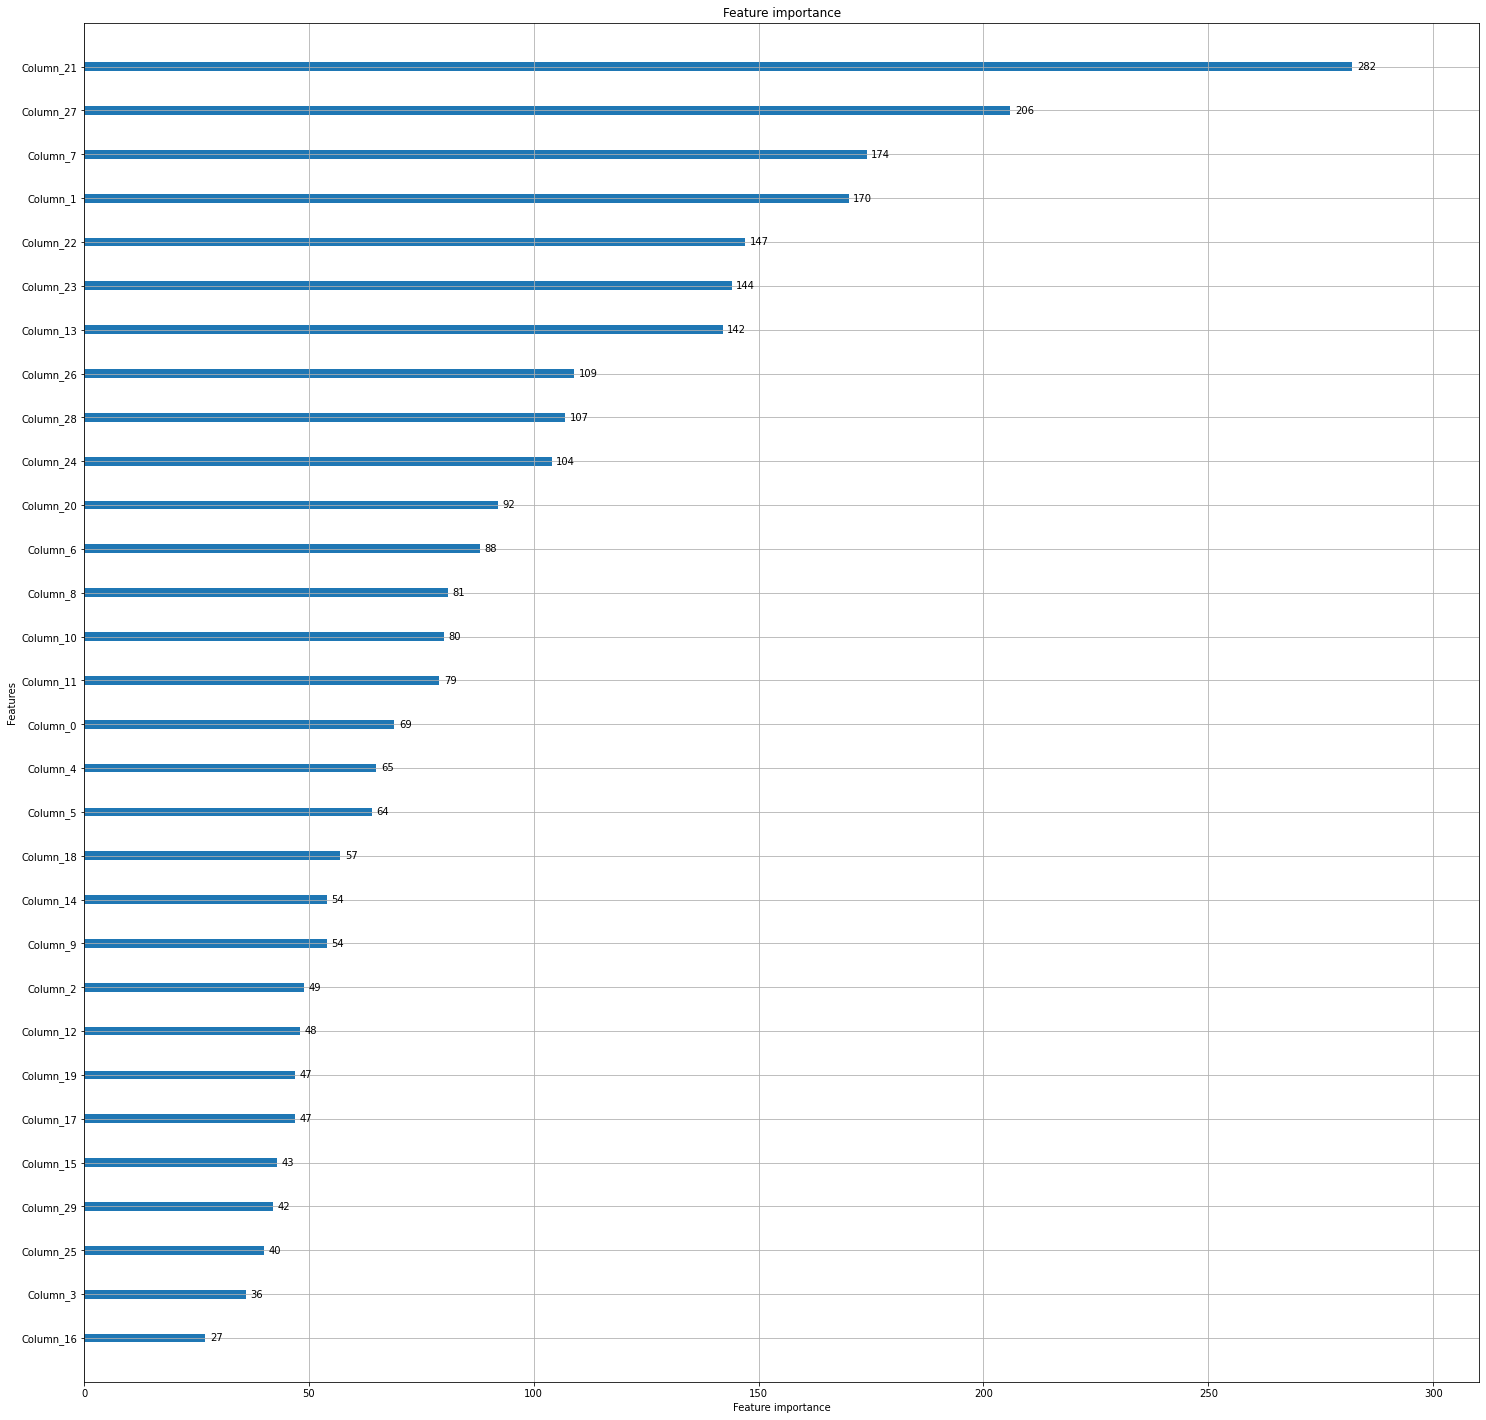 Feature importance
Column_21 282
Column_27 206
Column_7 174
Column_1 170
Column_22 147
Column_23 144
Column_13 142
Column_26 109
Column_28 107
Column_24 104
Column_20 92
Column_6 88
Column_8 81
Column_10 80
Column_11 79
Features
Column_0 69
Column_4 65
Column_5 64
Column_18 57
Column_14 54
Column_9 54
Column_2 49
Column_12 48
Column_19 47
Column_17 47
Column_15 43
Column_29 42
Column_25 40
Column_3 36
Column_16 27
0 50 100 150 200 250 300
Feature importance